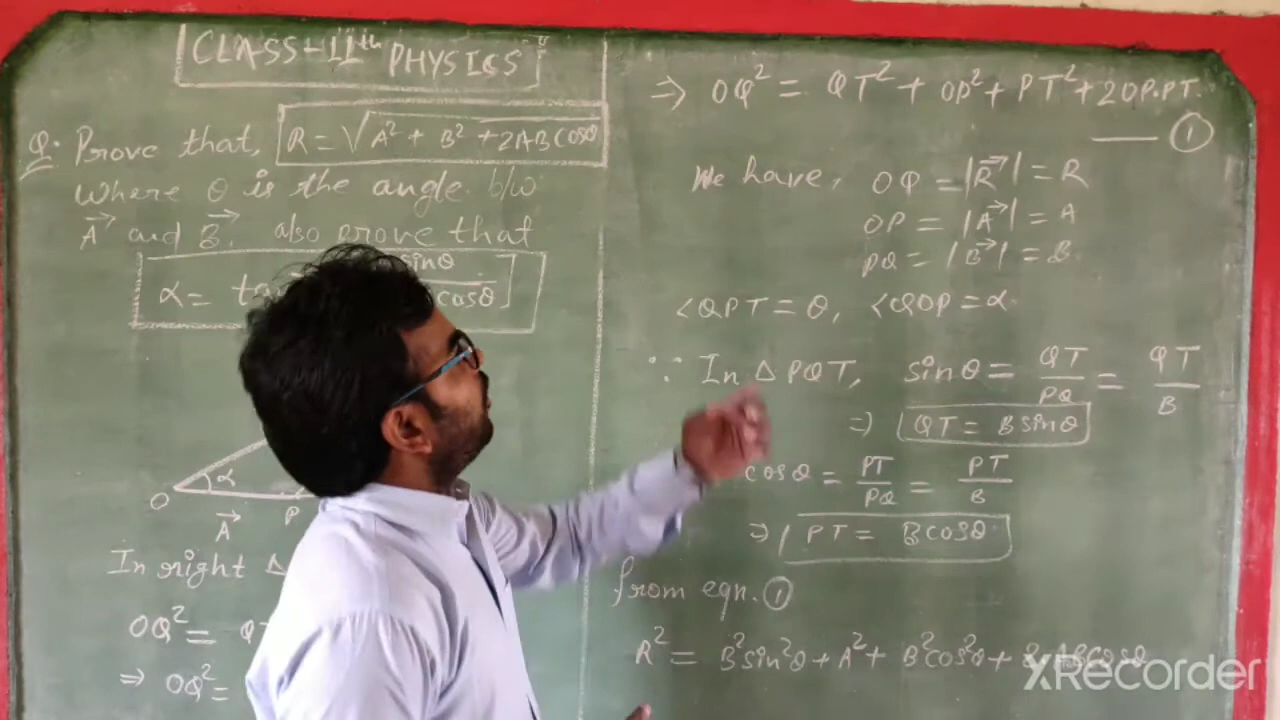 CLASS-11th PHYSICS
Q. Prove that, R = √A² + B² + 2ABCosθ
Where θ is the angle b/w
A⃗ and B⃗. also prove that
α = sinθ
cosθ
O α
A⃗ P
In right Δ
OQ² =
⇒ OQ² =
⇒ OQ² = QT² + OP² + PT² + 2OP.PT.
— ①
We have, OQ = |R⃗| = R
OP = |A⃗| = A
PQ = |B⃗| = B.
∠QPT = θ, ∠QOP = α.
∵ In Δ PQT, sinθ = QT/PQ = QT/B
⇒ QT = Bsinθ
cosθ = PT/PQ = PT/B
⇒ PT = Bcosθ.
from eqn. ①
R² = B²sin²θ + A² + B²cos²θ + 2 ABcosθ
XRecorder